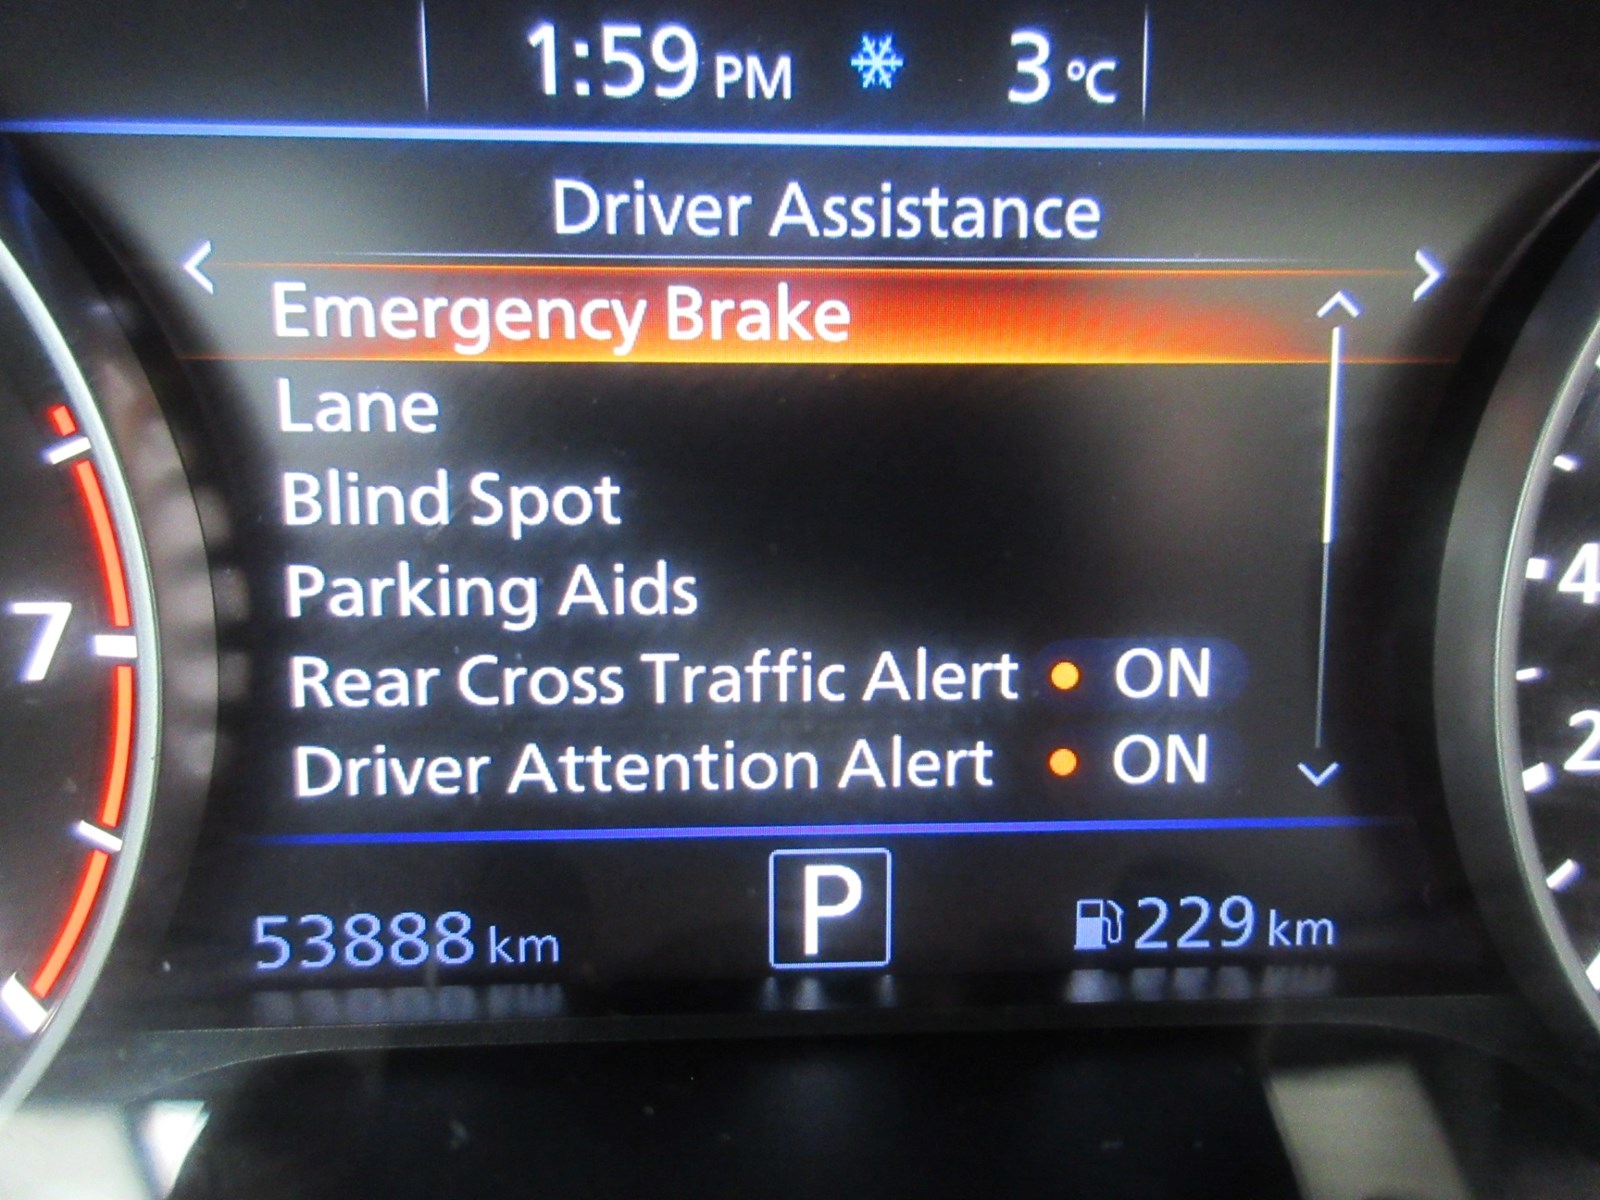 1:59 PM 3 °C
Driver Assistance
Emergency Brake
Lane
Blind Spot
Parking Aids
Rear Cross Traffic Alert ON
Driver Attention Alert ON
53888 km P 229 km
7
4
2